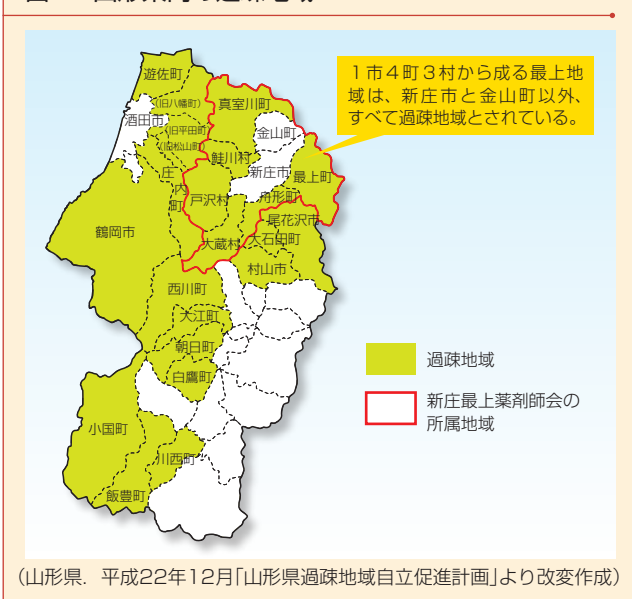 1市4町3村から成る最上地
域は、新庄市と金山町以外、
すべて過疎地域とされている。
遊佐町
(旧八幡町)
真室川町
酒田市
(旧平田町)
金山町
(旧松山町)
鮭川村
庄内町
新庄市
最上町
戸沢村
舟形町
尾花沢市
鶴岡市
大蔵村
大石田町
村山市
西川町
大江町
朝日町
白鷹町
小国町
川西町
飯豊町
過疎地域
新庄最上薬剤師会の
所属地域
(山形県．平成22年12月「山形県過疎地域自立促進計画」より改変作成)